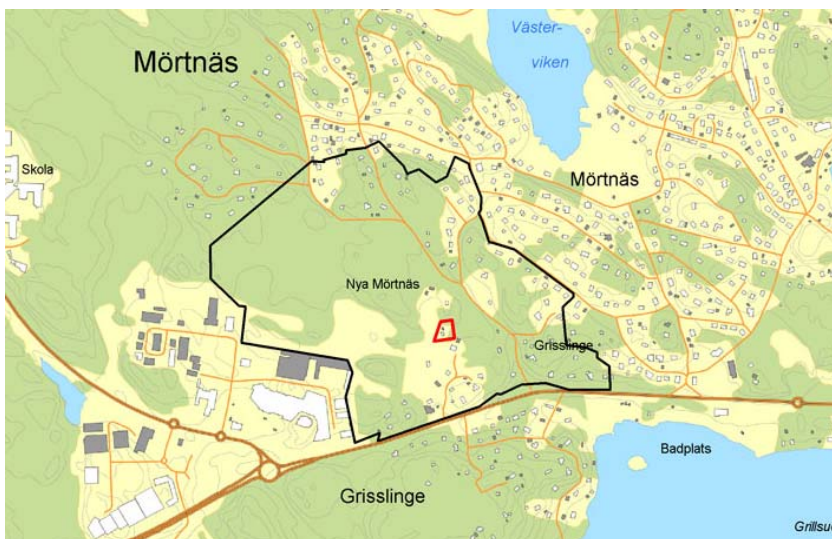 Väster-
viken
Mörtnäs
Skola
Mörtnäs
Nya Mörtnäs
Grisslinge
Badplats
Grisslinge
Grillsu